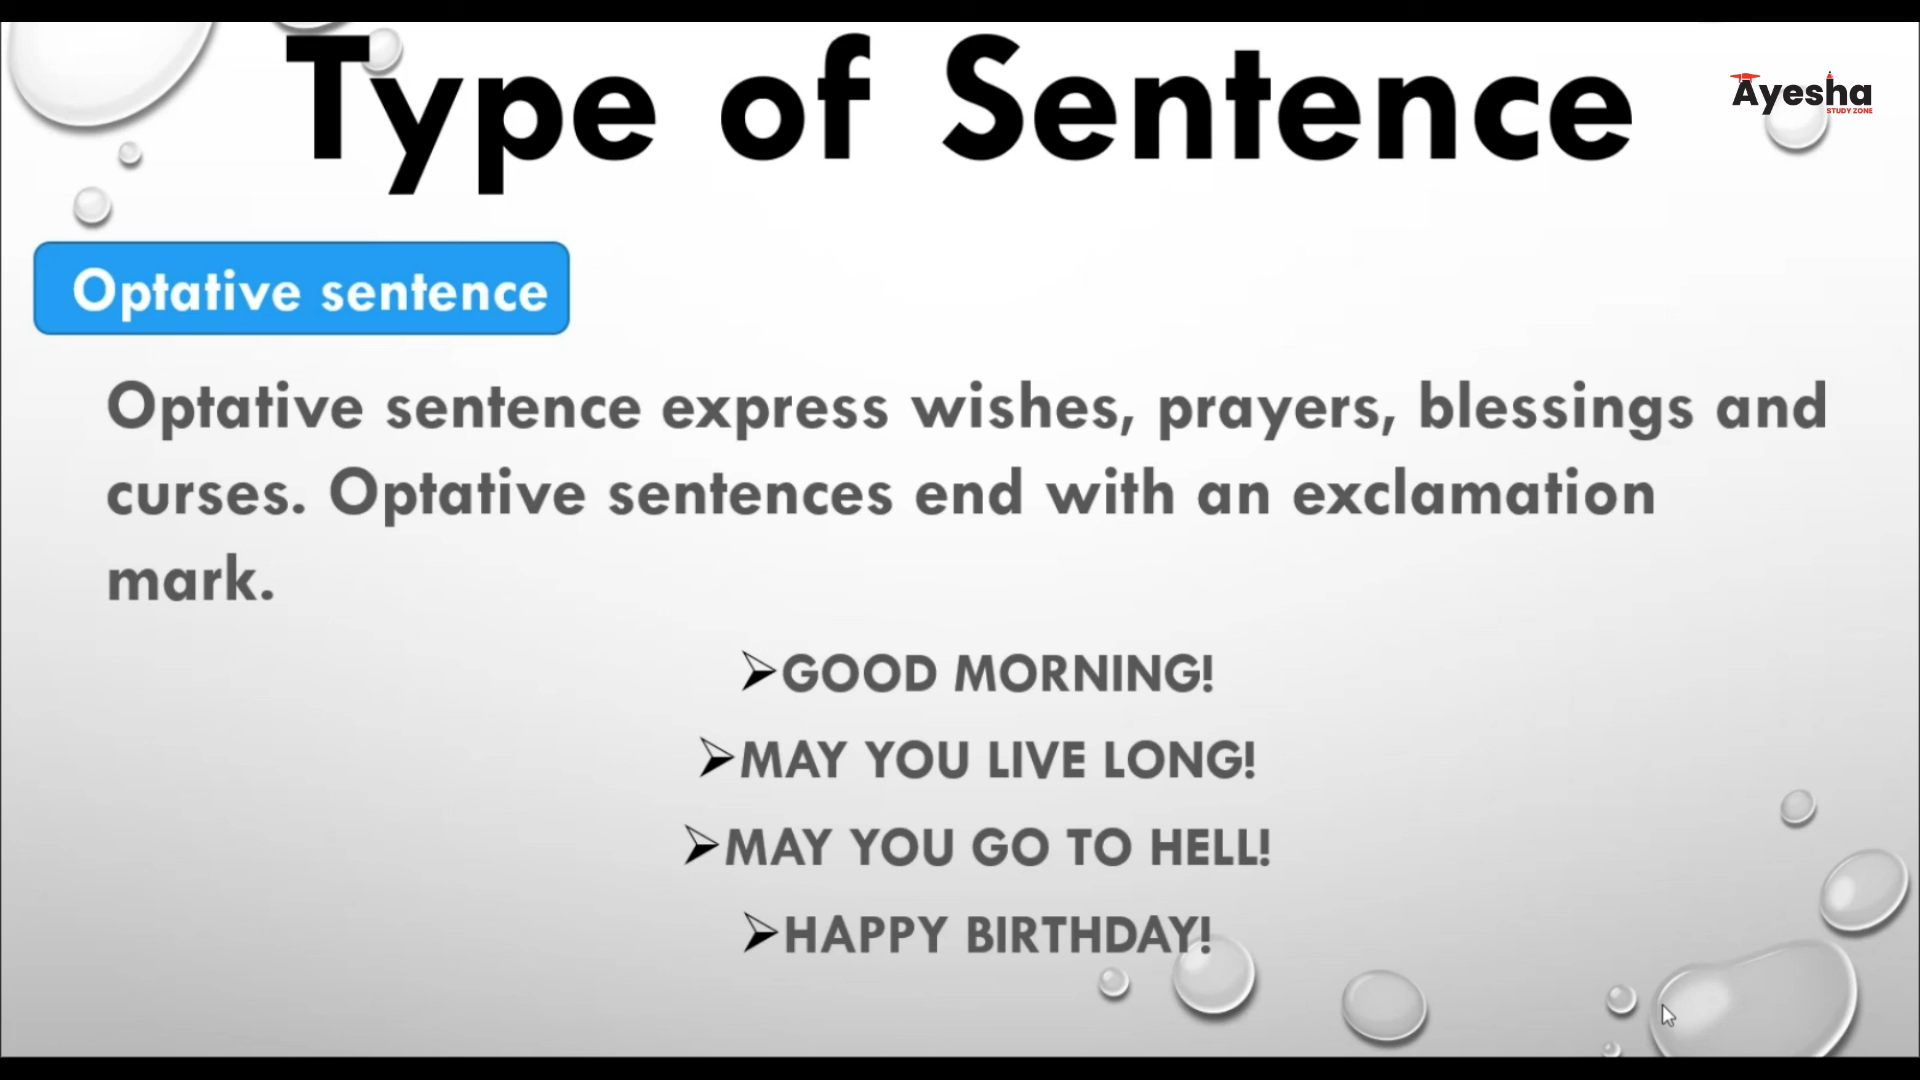 Type of Sentence
Ayesha
STUDY ZONE
Optative sentence
Optative sentence express wishes, prayers, blessings and
curses. Optative sentences end with an exclamation
mark.
➢GOOD MORNING!
➢MAY YOU LIVE LONG!
➢MAY YOU GO TO HELL!
➢HAPPY BIRTHDAY!